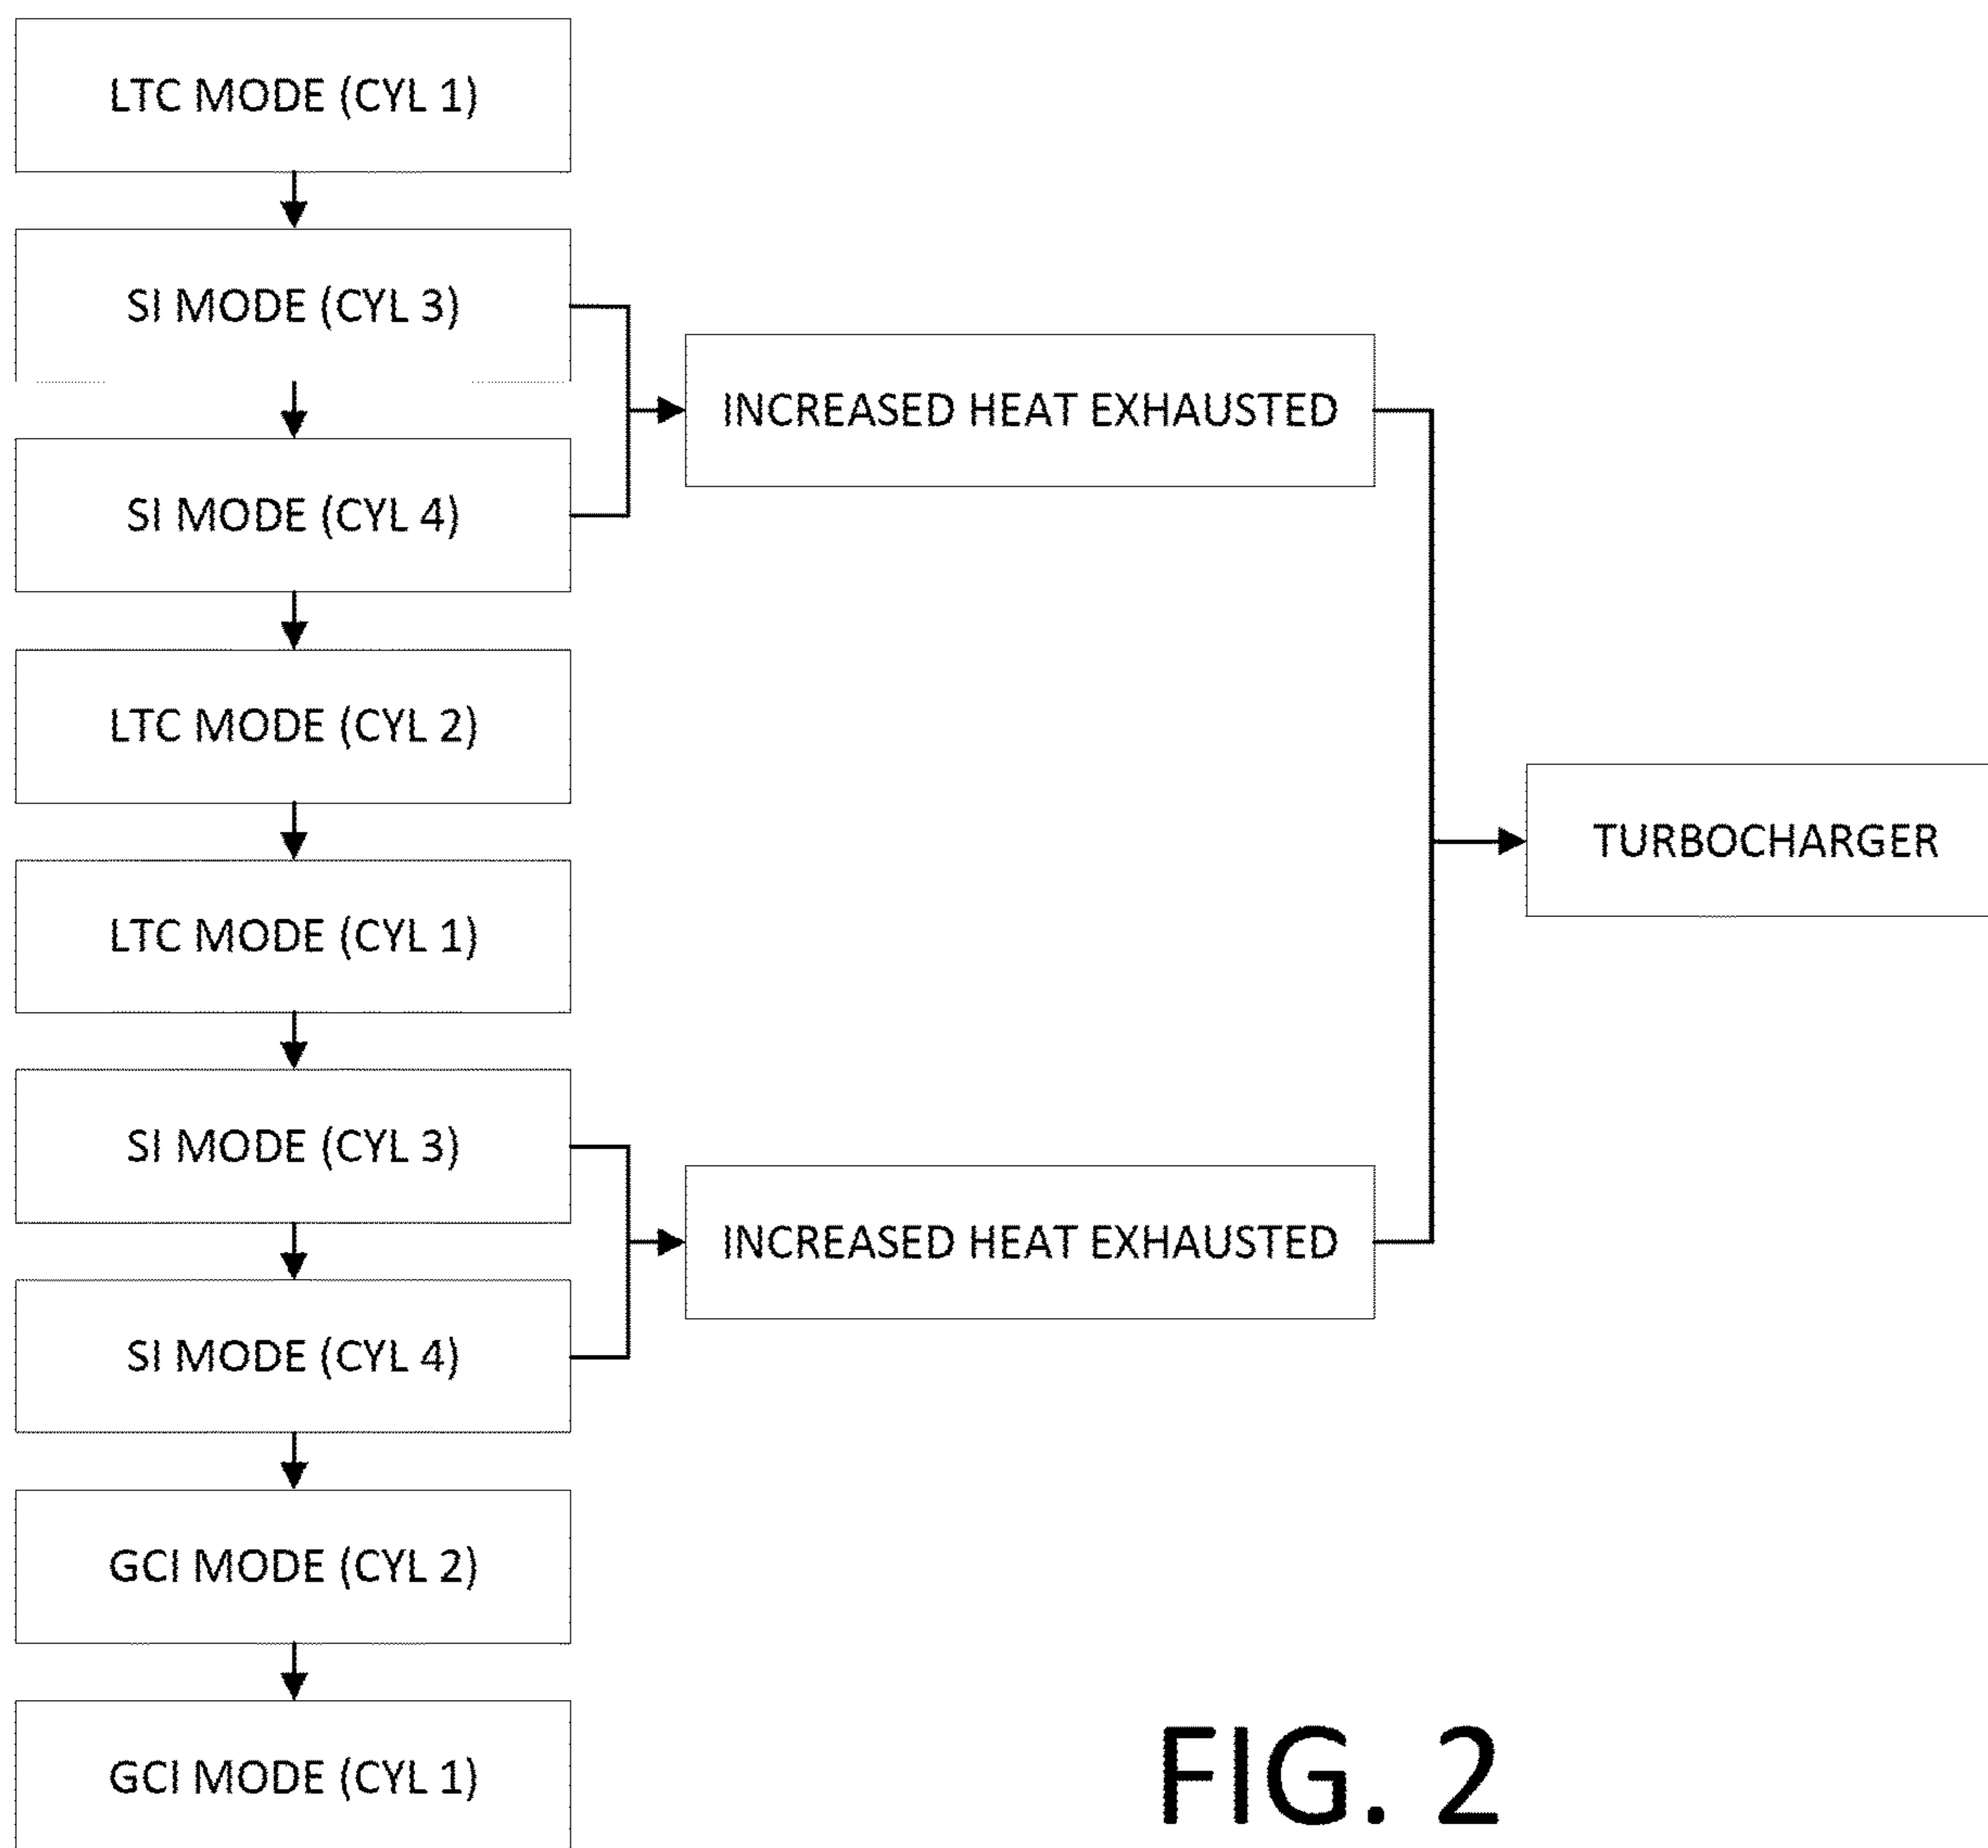 LTC MODE (CYL 1)
SI MODE (CYL 3)
INCREASED HEAT EXHAUSTED
SI MODE (CYL 4)
LTC MODE (CYL 2)
TURBOCHARGER
LTC MODE (CYL 1)
SI MODE (CYL 3)
INCREASED HEAT EXHAUSTED
SI MODE (CYL 4)
GCI MODE (CYL 2)
GCI MODE (CYL 1)
FIG. 2